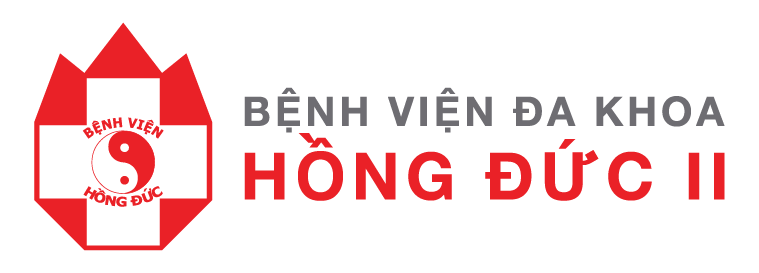 BỆNH VIỆN
HỒNG ĐỨC
BỆNH VIỆN ĐA KHOA
HỒNG ĐỨC II